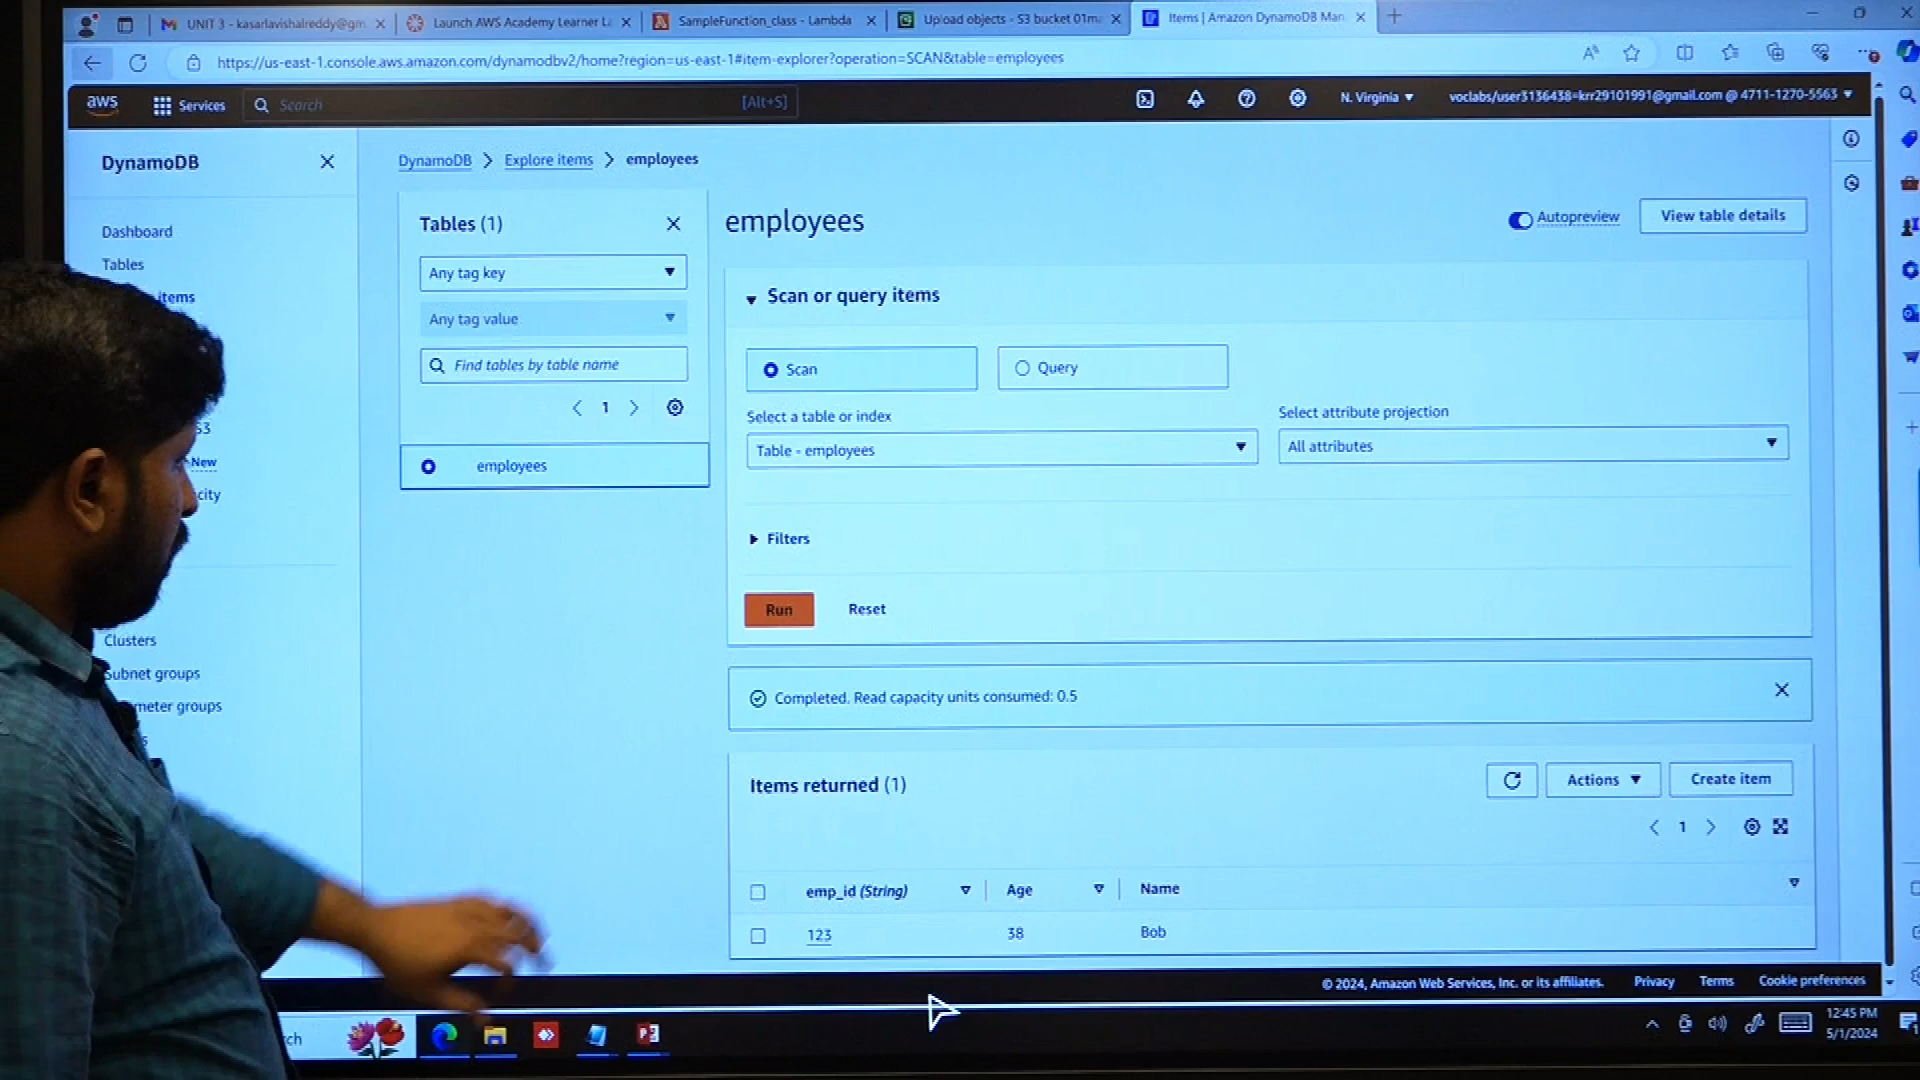 UNIT 3 - kasarlavishalreddy@gm
Launch AWS Academy Learner La
SampleFunction_class - Lambda
Upload objects - S3 bucket 01ma
Items | Amazon DynamoDB Man
https://us-east-1.console.aws.amazon.com/dynamodbv2/home?region=us-east-1#item-explorer?operation=SCAN&table=employees
aws
Services
Search
[Alt+S]
N. Virginia
voclabs/user3136438=krr29101991@gmail.com @ 4711-1270-5563
DynamoDB
Dashboard
Tables
items
S3
New
city
Clusters
Subnet groups
meter groups
s
DynamoDB > Explore items > employees
Tables (1)
Any tag key
Any tag value
Find tables by table name
< 1 >
employees
employees
Autopreview
View table details
Scan or query items
Scan
Query
Select a table or index
Select attribute projection
Table - employees
All attributes
Filters
Run
Reset
Completed. Read capacity units consumed: 0.5
Items returned (1)
Actions
Create item
< 1 >
emp_id (String)
Age
Name
123
38
Bob
© 2024, Amazon Web Services, Inc. or its affiliates.
Privacy
Terms
Cookie preferences
rch
12:45 PM
5/1/2024